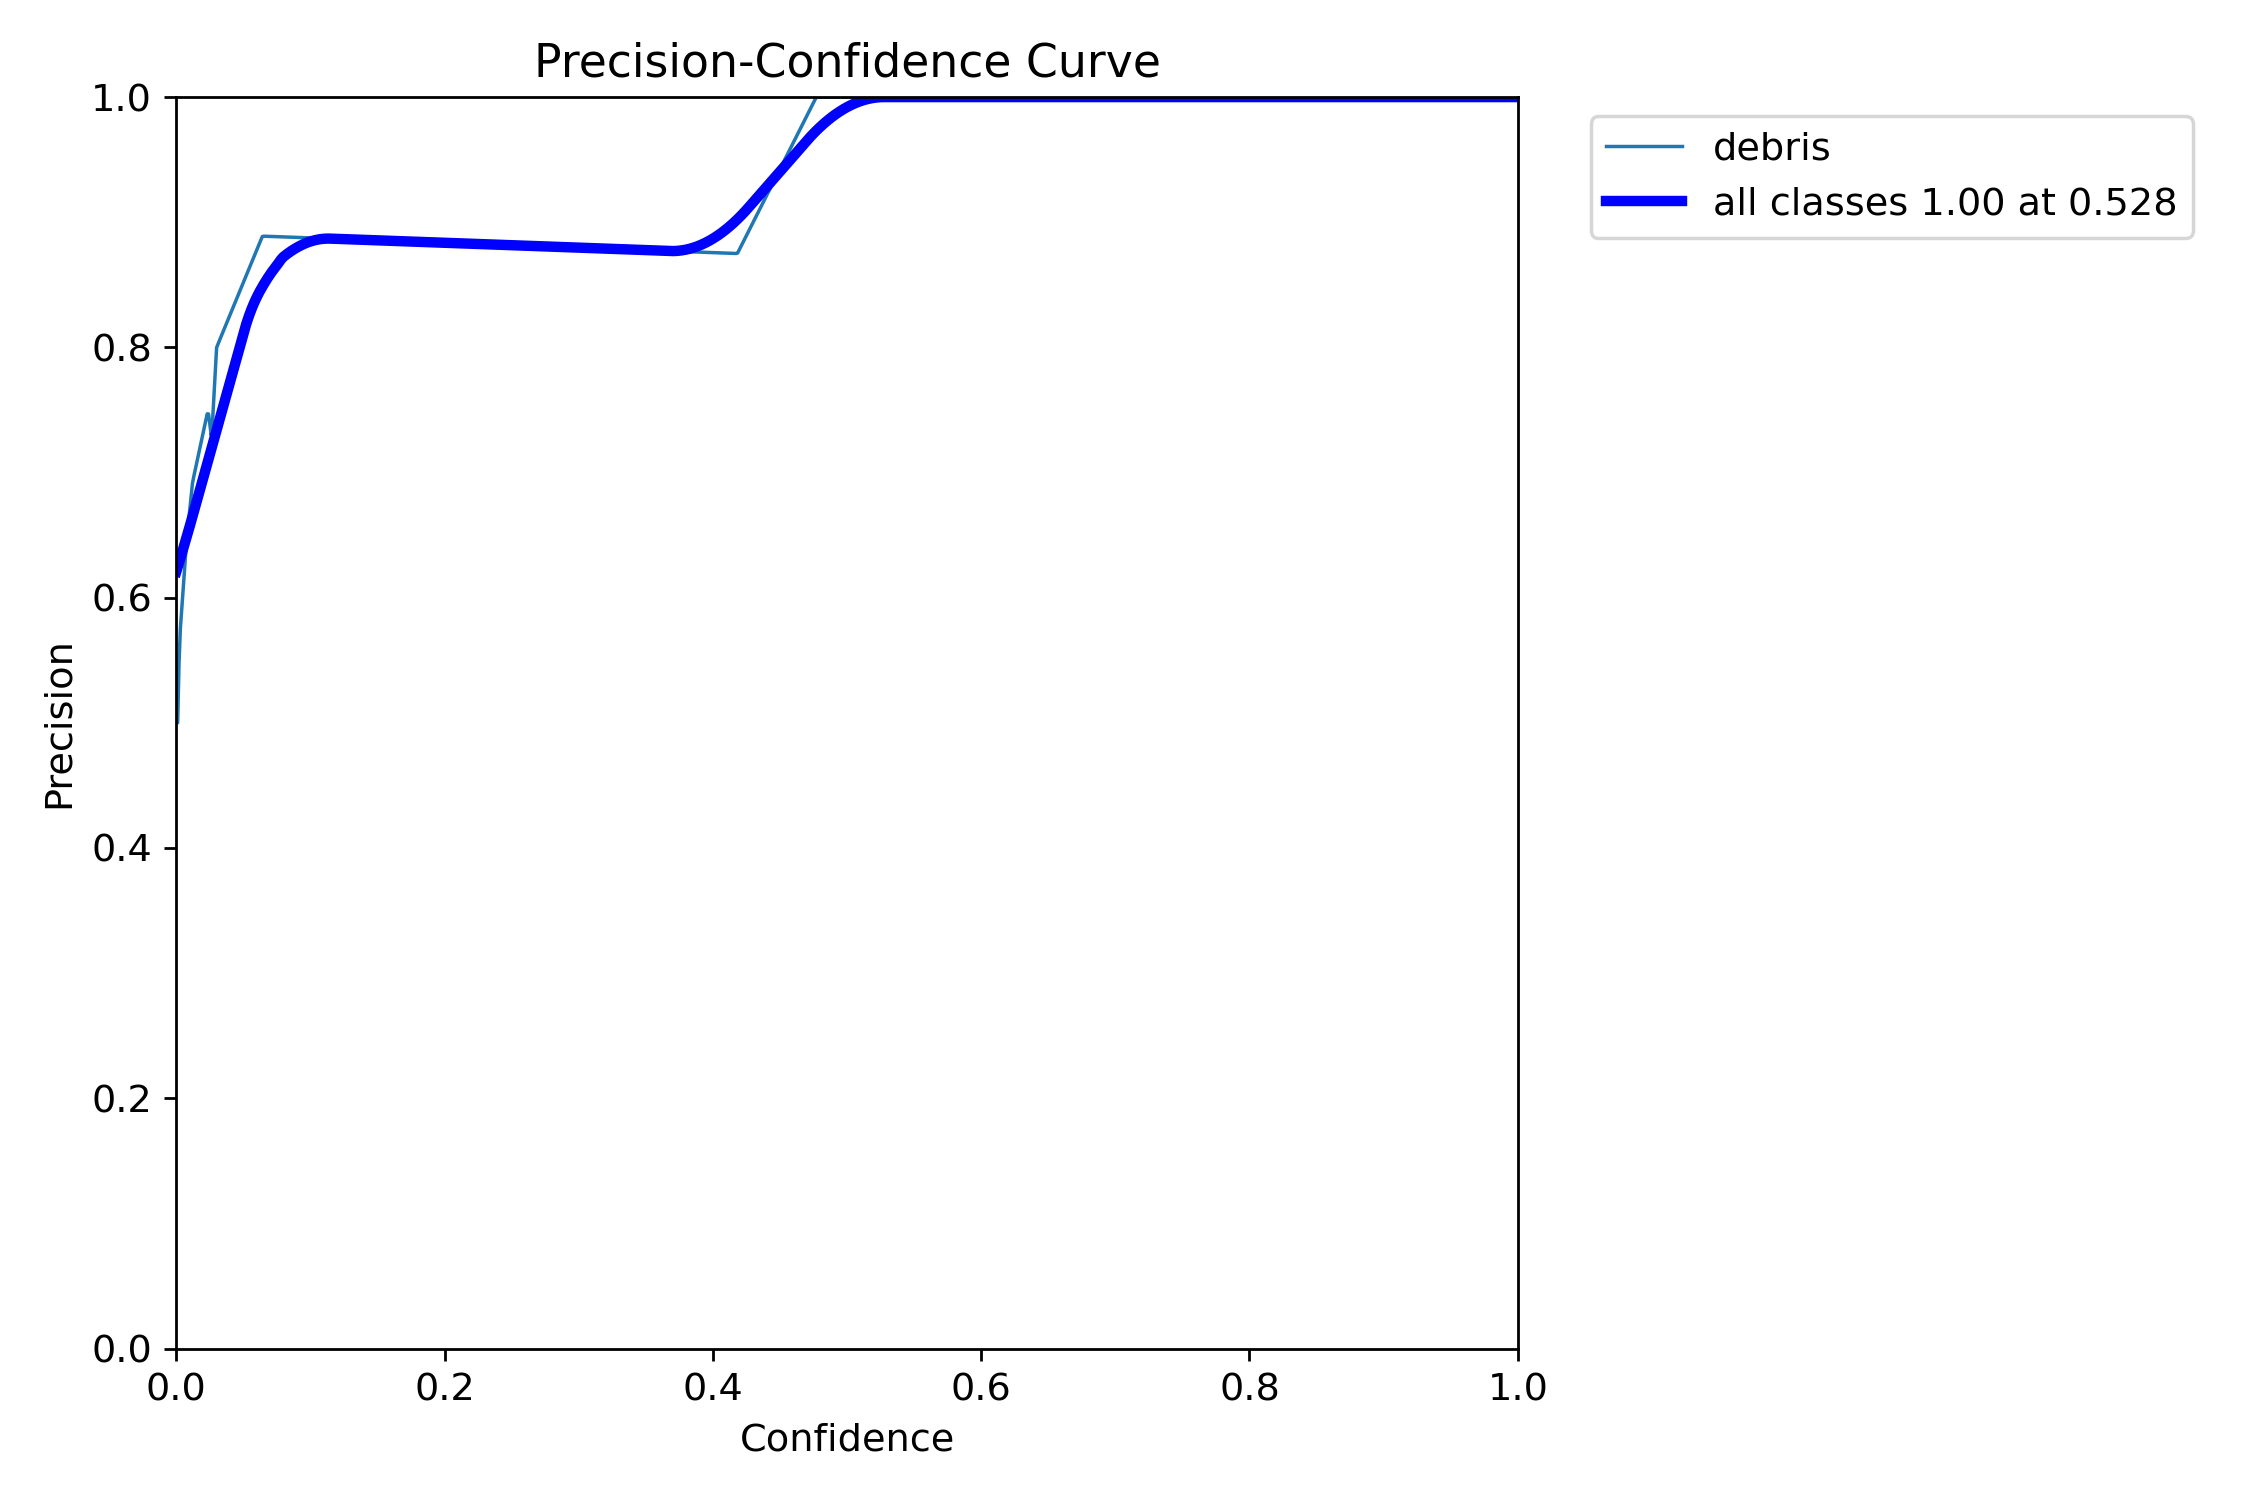 Precision-Confidence Curve
1.0
0.8
0.6
0.4
0.2
0.0
Precision
0.0 0.2 0.4 0.6 0.8 1.0
Confidence
debris
all classes 1.00 at 0.528